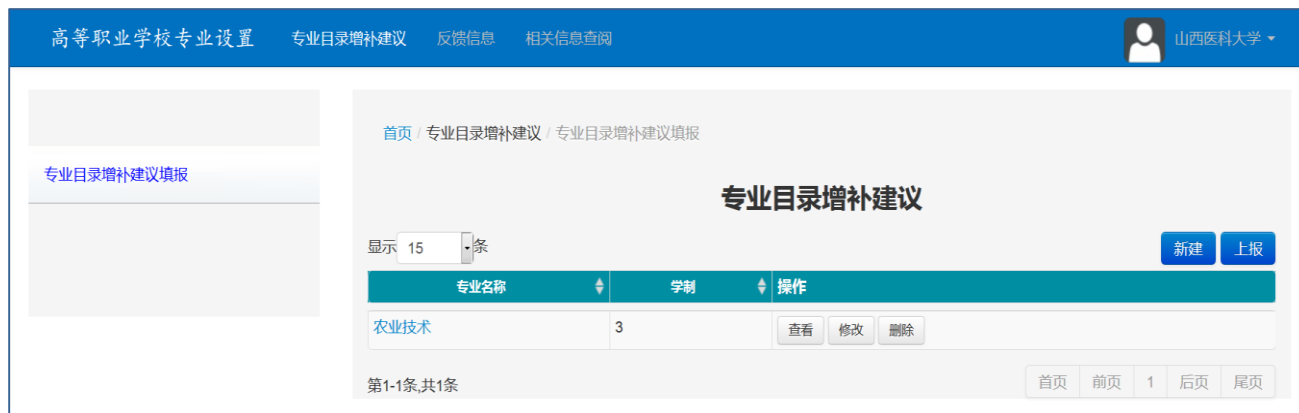 高等职业学校专业设置 专业目录增补建议 反馈信息 相关信息查阅 山西医科大学
首页 / 专业目录增补建议 / 专业目录增补建议填报
专业目录增补建议填报
专业目录增补建议
显示 15 条 新建 上报
专业名称 学制 操作
农业技术 3 查看 修改 删除
第1-1条,共1条 首页 前页 1 后页 尾页